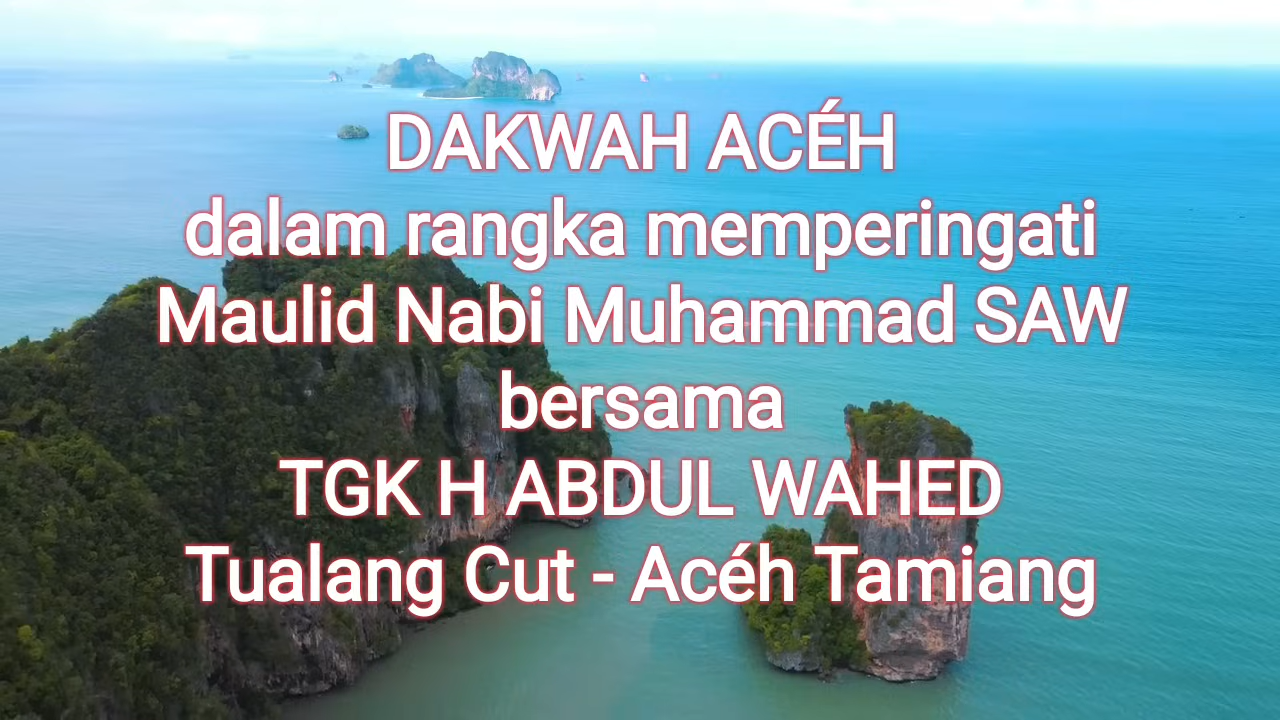 DAKWAH ACÉH
dalam rangka memperingati
Maulid Nabi Muhammad SAW
bersama
TGK H ABDUL WAHED
Tualang Cut - Acéh Tamiang